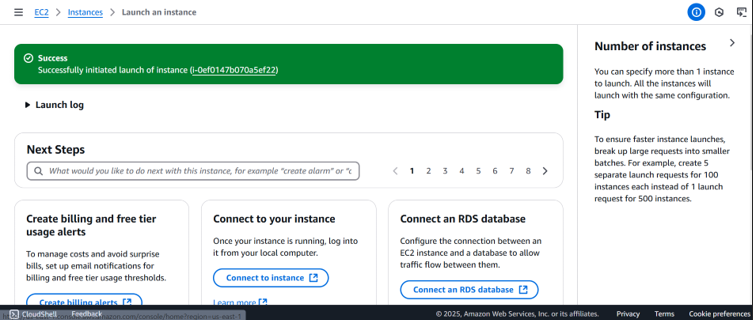 EC2 > Instances > Launch an instance
Success
Successfully initiated launch of instance (i-0ef0147b070a5ef22)
Launch log
Next Steps
What would you like to do next with this instance, for example "create alarm" or "c
1 2 3 4 5 6 7 8
Create billing and free tier
usage alerts
To manage costs and avoid surprise
bills, set up email notifications for
billing and free tier usage thresholds.
Create billing alerts
Connect to your instance
Once your instance is running, log into
it from your local computer.
Connect to instance
Learn more
Connect an RDS database
Configure the connection between an
EC2 instance and a database to allow
traffic flow between them.
Connect an RDS database
Number of instances
You can specify more than 1 instance
to launch. All the instances will
launch with the same configuration.
Tip
To ensure faster instance launches,
break up large requests into smaller
batches. For example, create 5
separate launch requests for 100
instances each instead of 1 launch
request for 500 instances.
CloudShell Feedback © 2025, Amazon Web Services, Inc. or its affiliates. Privacy Terms Cookie preferences